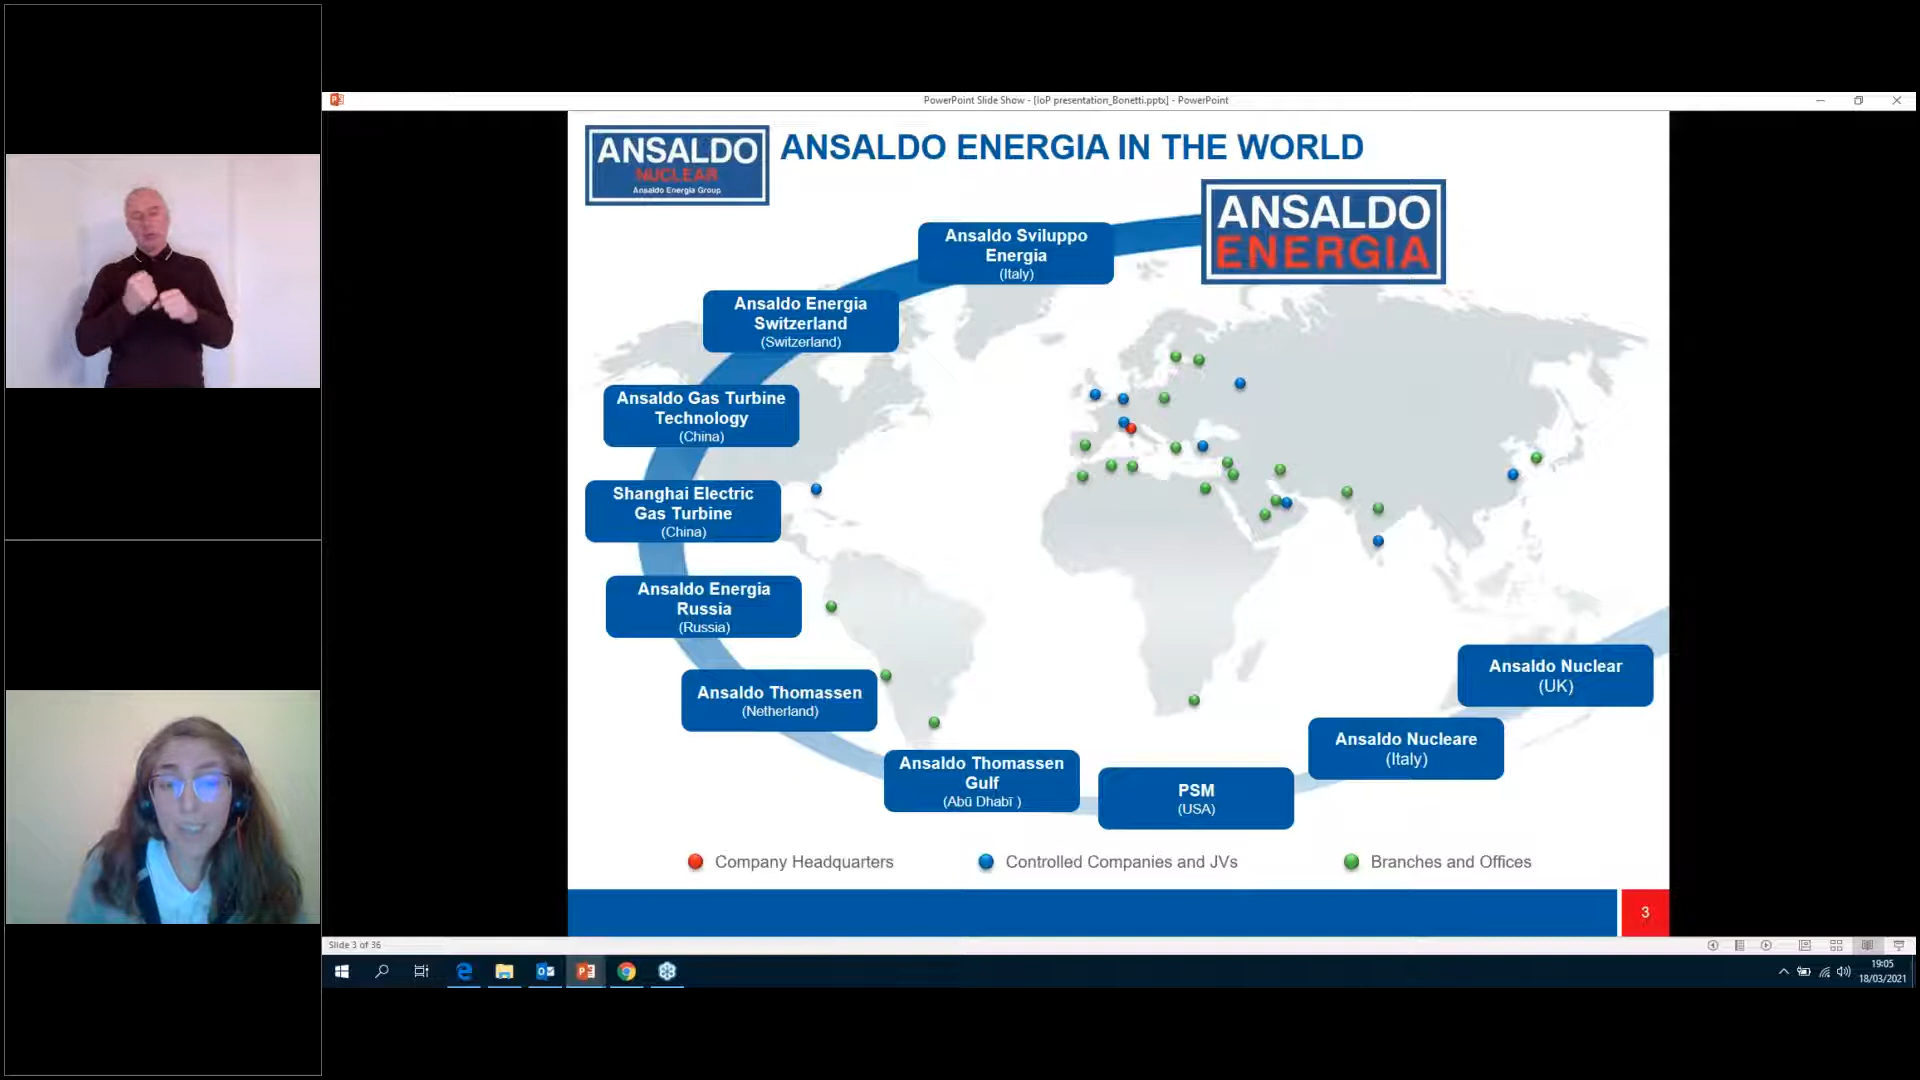 PowerPoint Slide Show - [IoP presentation_Bonetti.pptx] - PowerPoint
ANSALDO
NUCLEAR
Ansaldo Energia Group
ANSALDO ENERGIA IN THE WORLD
ANSALDO
ENERGIA
Ansaldo Sviluppo
Energia
(Italy)
Ansaldo Energia
Switzerland
(Switzerland)
Ansaldo Gas Turbine
Technology
(China)
Shanghai Electric
Gas Turbine
(China)
Ansaldo Energia
Russia
(Russia)
Ansaldo Thomassen
(Netherland)
Ansaldo Thomassen
Gulf
(Abū Dhabī )
PSM
(USA)
Ansaldo Nucleare
(Italy)
Ansaldo Nuclear
(UK)
Company Headquarters
Controlled Companies and JVs
Branches and Offices
3
Slide 3 of 36
19:05
18/03/2021